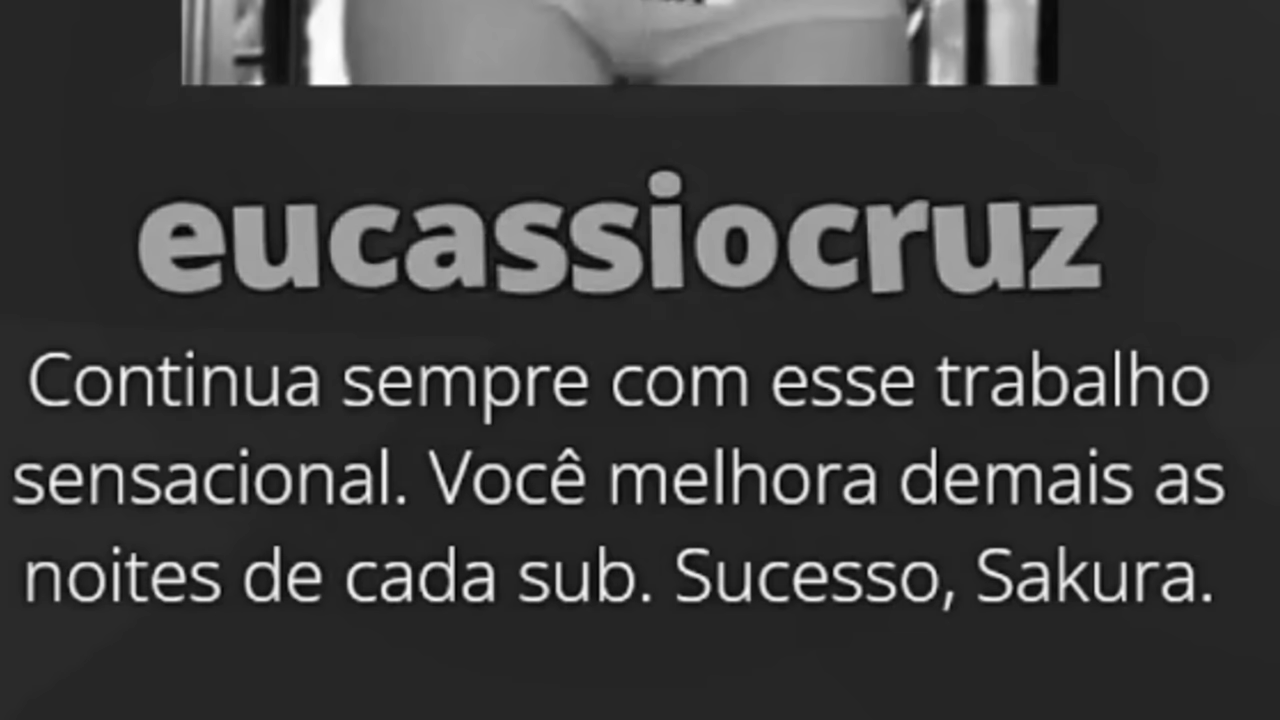 eucassiocruz
Continua sempre com esse trabalho
sensacional. Você melhora demais as
noites de cada sub. Sucesso, Sakura.